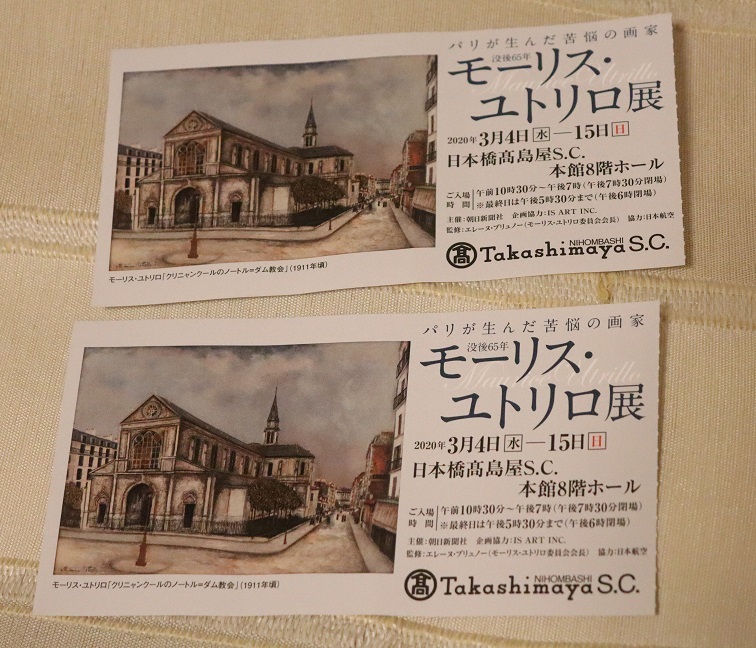 パリが生んだ苦悩の画家
没後65年
モーリス・
ユトリロ展
2020年3月4日水―15日日
日本橋髙島屋S.C.
本館8階ホール
ご入場時間 午前10時30分～午後7時(午後7時30分閉場)
※最終日は午後5時30分まで(午後6時閉場)
主催:朝日新聞社 企画協力:IS ART INC.
監修:エレーヌ・ブリュノー(モーリス・ユトリロ委員会会長) 協力:日本航空
髙 NIHOMBASHI
Takashimaya S.C.
モーリス・ユトリロ「クリニャンクールのノートル=ダム教会」(1911年頃)
パリが生んだ苦悩の画家
没後65年
モーリス・
Maurice Utrillo
ユトリロ展
2020年3月4日水―15日日
日本橋髙島屋S.C.
本館8階ホール
ご入場時間 午前10時30分～午後7時(午後7時30分閉場)
※最終日は午後5時30分まで(午後6時閉場)
主催:朝日新聞社 企画協力:IS ART INC.
監修:エレーヌ・ブリュノー(モーリス・ユトリロ委員会会長) 協力:日本航空
髙 NIHOMBASHI
Takashimaya S.C.
モーリス・ユトリロ「クリニャンクールのノートル=ダム教会」(1911年頃)